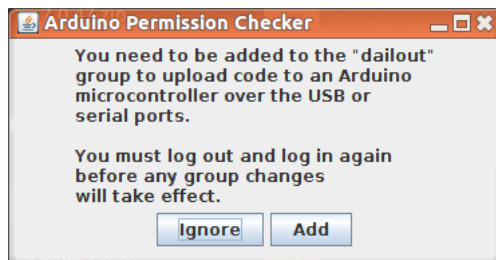 Arduino Permission Checker
You need to be added to the "dailout"
group to upload code to an Arduino
microcontroller over the USB or
serial ports.
You must log out and log in again
before any group changes
will take effect.
Ignore Add